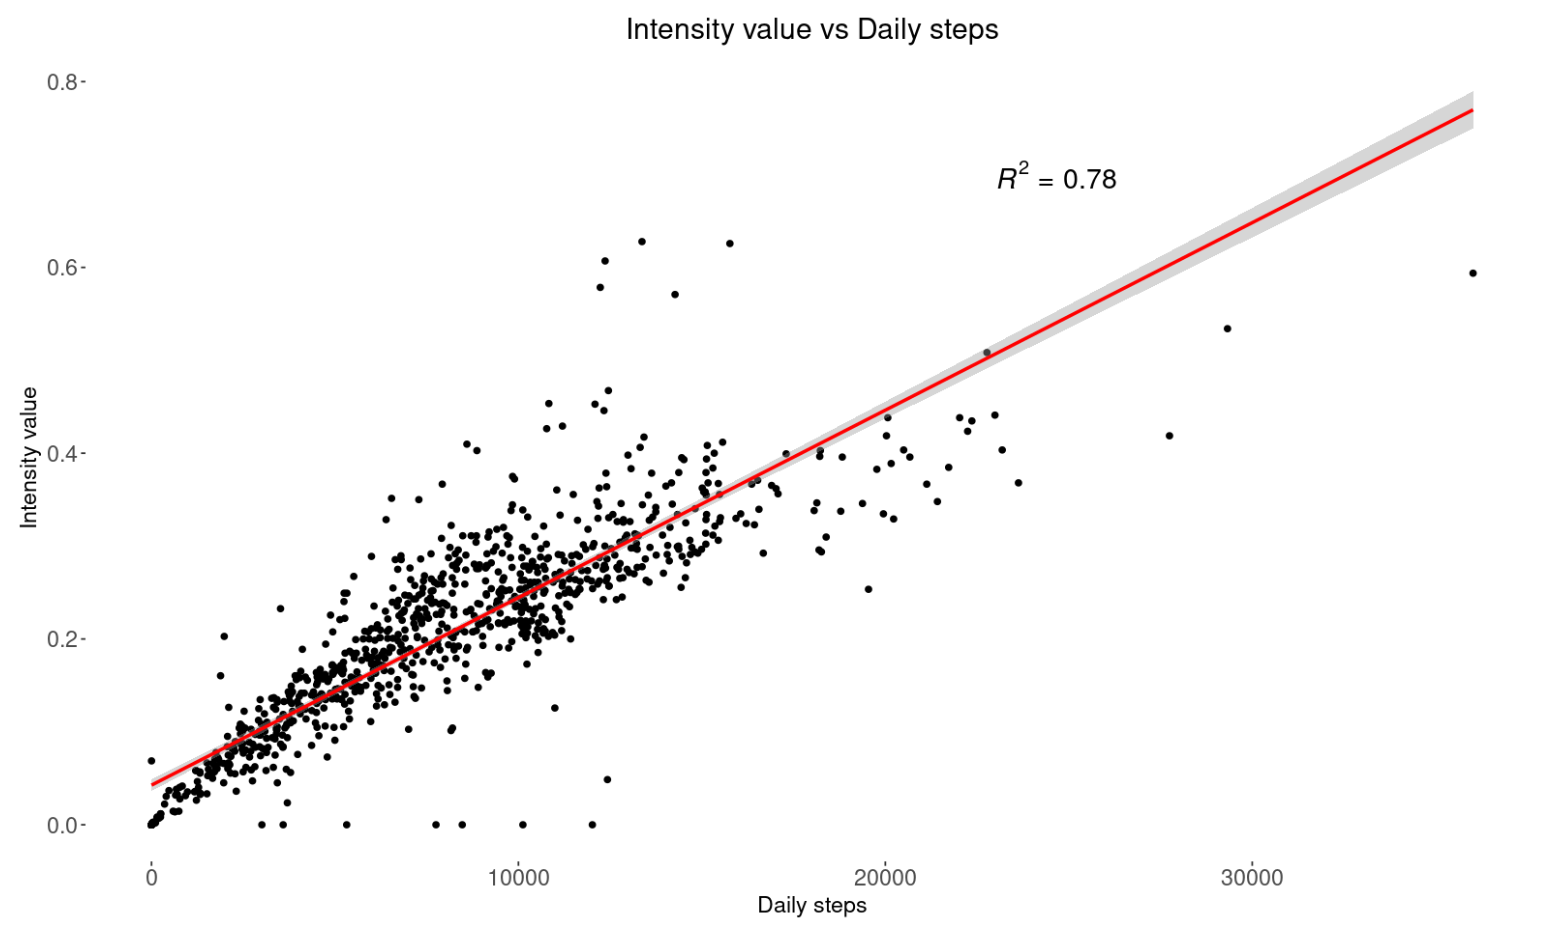 Intensity value vs Daily steps
0.8
R² = 0.78
0.6
Intensity value
0.4
0.2
0.0
0 10000 20000 30000
Daily steps